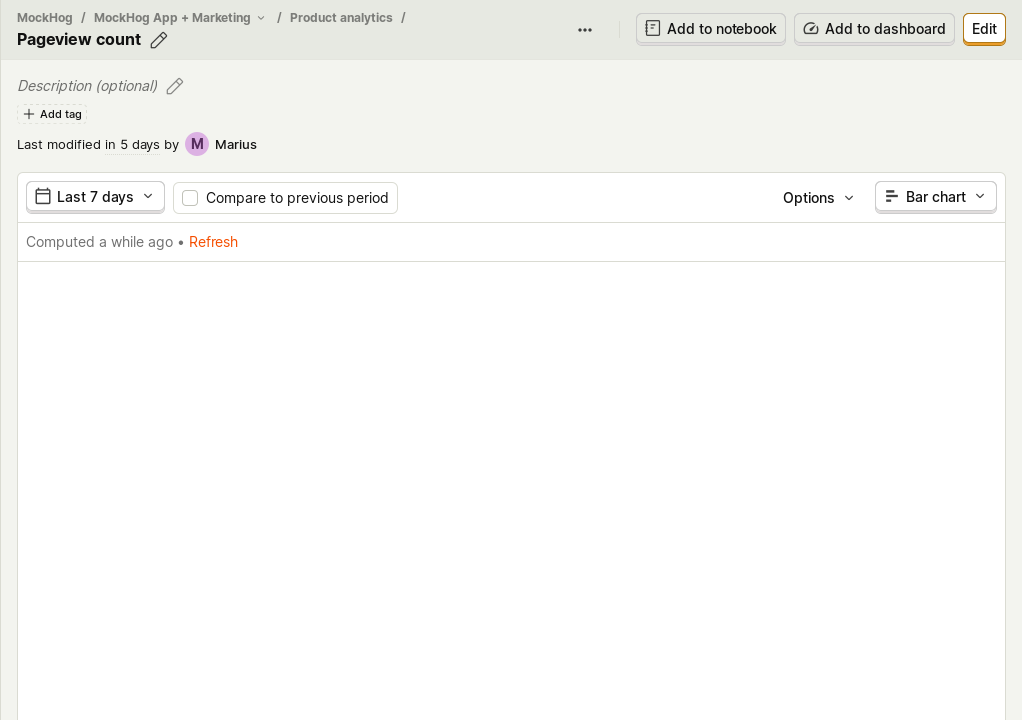 MockHog / MockHog App + Marketing / Product analytics /
Pageview count
Add to notebook
Add to dashboard
Edit
Description (optional)
Add tag
Last modified in 5 days by M Marius
Last 7 days
Compare to previous period
Options
Bar chart
Computed a while ago • Refresh